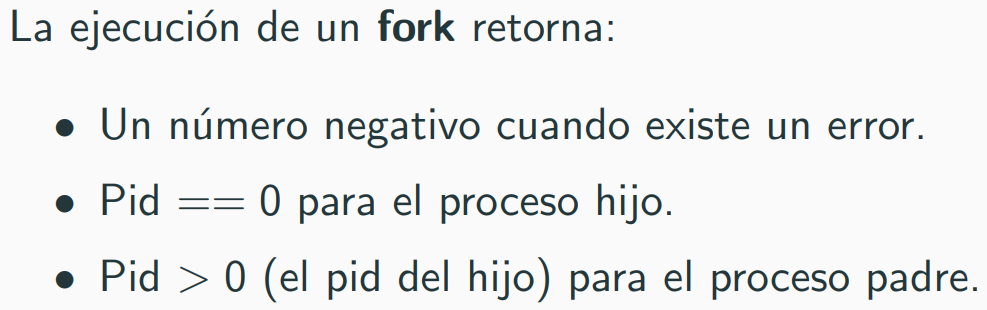 La ejecución de un fork retorna:
• Un número negativo cuando existe un error.
• Pid == 0 para el proceso hijo.
• Pid > 0 (el pid del hijo) para el proceso padre.